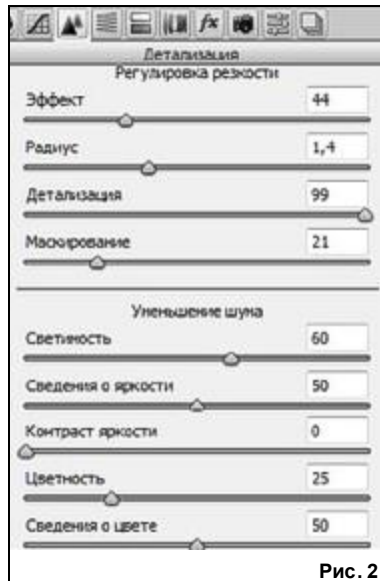 fx
Детализация
Регулировка резкости
Эффект 44
Радиус 1,4
Детализация 99
Маскирование 21
Уменьшение шума
Светимость 60
Сведения о яркости 50
Контраст яркости 0
Цветность 25
Сведения о цвете 50
Рис. 2